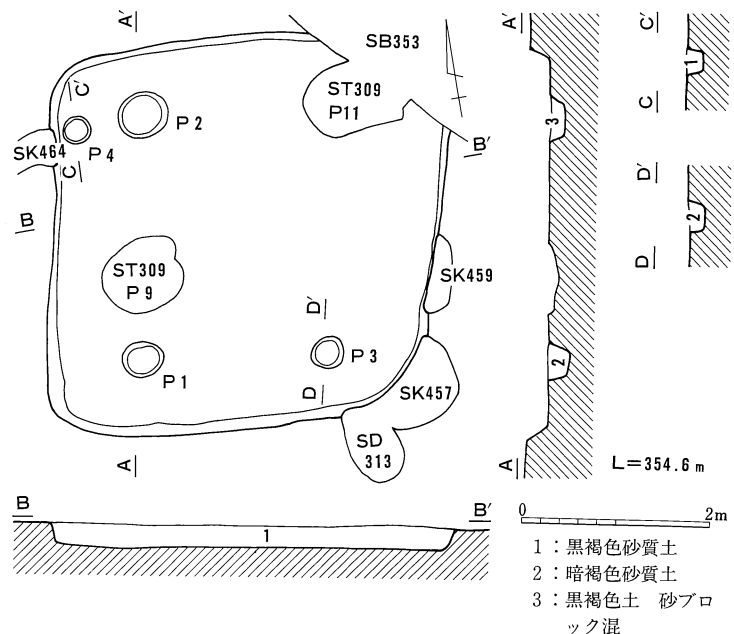 A'
SB353
C'
ST309
P11
P2
P4
SK464
C
B'
B
ST309
P9
D'
SK459
P1
P3
D
SK457
SD
313
A
A'
3
2
A
C'
1
C
D'
2
D
L=354.6 m
B
B'
1
0
2m
1：黒褐色砂質土
2：暗褐色砂質土
3：黒褐色土　砂ブロ
ック混